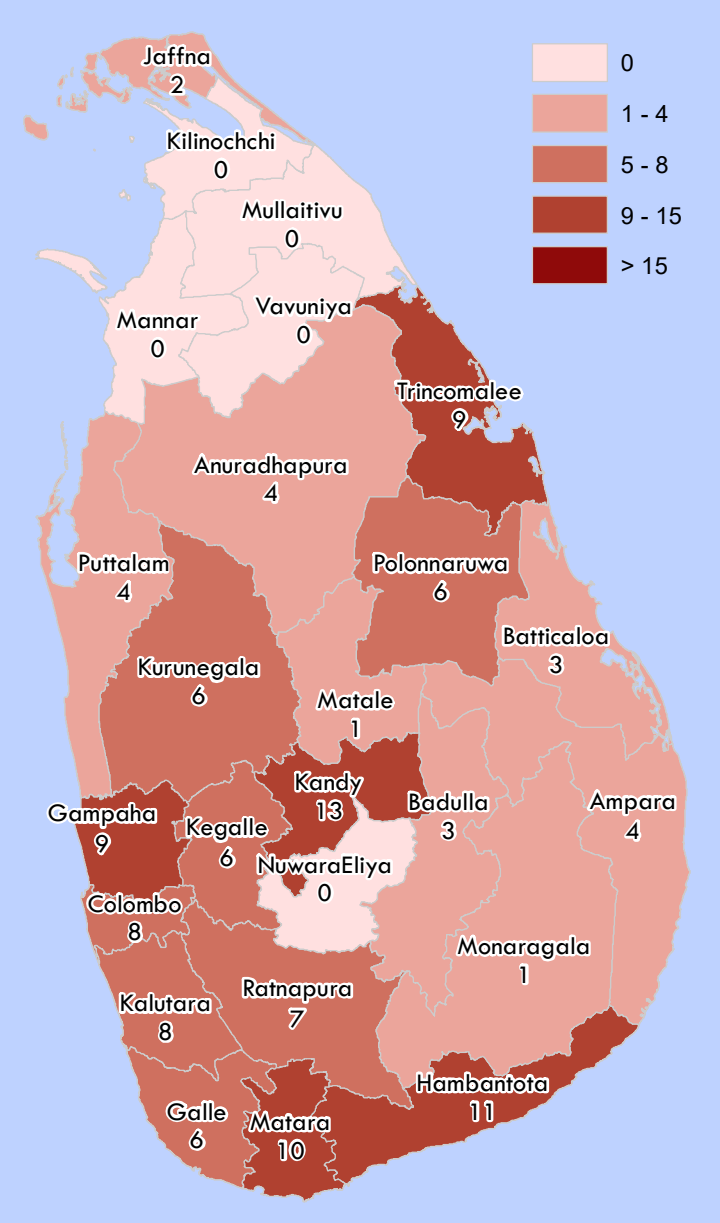 Jaffna
2
0
1 - 4
5 - 8
9 - 15
> 15
Kilinochchi
0
Mullaitivu
0
Vavuniya
0
Mannar
0
Trincomalee
9
Anuradhapura
4
Puttalam
4
Polonnaruwa
6
Batticaloa
3
Kurunegala
6
Matale
1
Kandy
13
Badulla
3
Ampara
4
Gampaha
9
Kegalle
6
NuwaraEliya
0
Colombo
8
Monaragala
1
Ratnapura
7
Kalutara
8
Hambantota
11
Galle
6
Matara
10